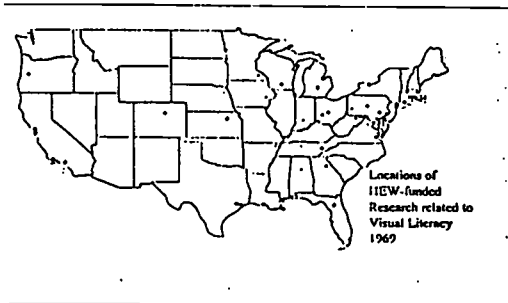 Locations of
HEW-funded
Research related to
Visual Literacy
1969